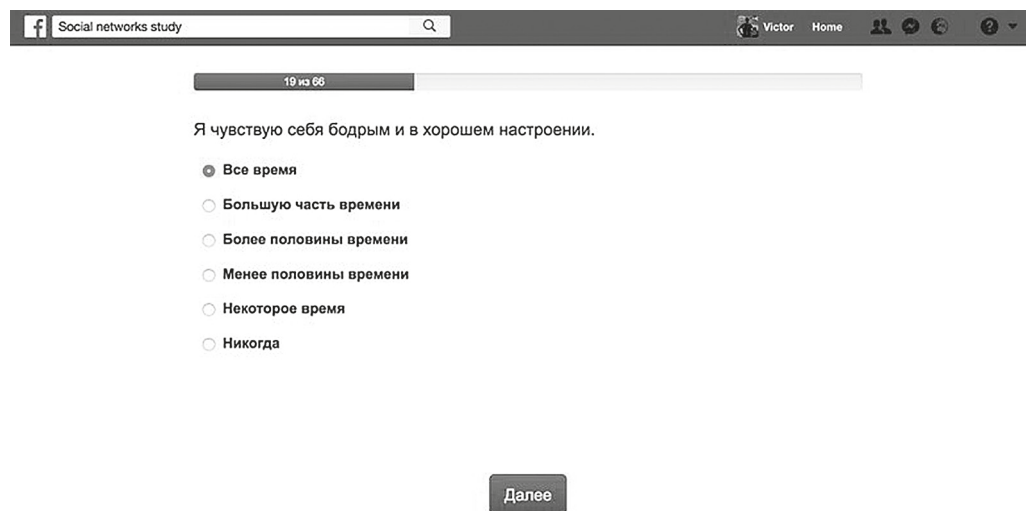 f Social networks study Victor Home ?
19 из 66
Я чувствую себя бодрым и в хорошем настроении.
Все время
Большую часть времени
Более половины времени
Менее половины времени
Некоторое время
Никогда
Далее